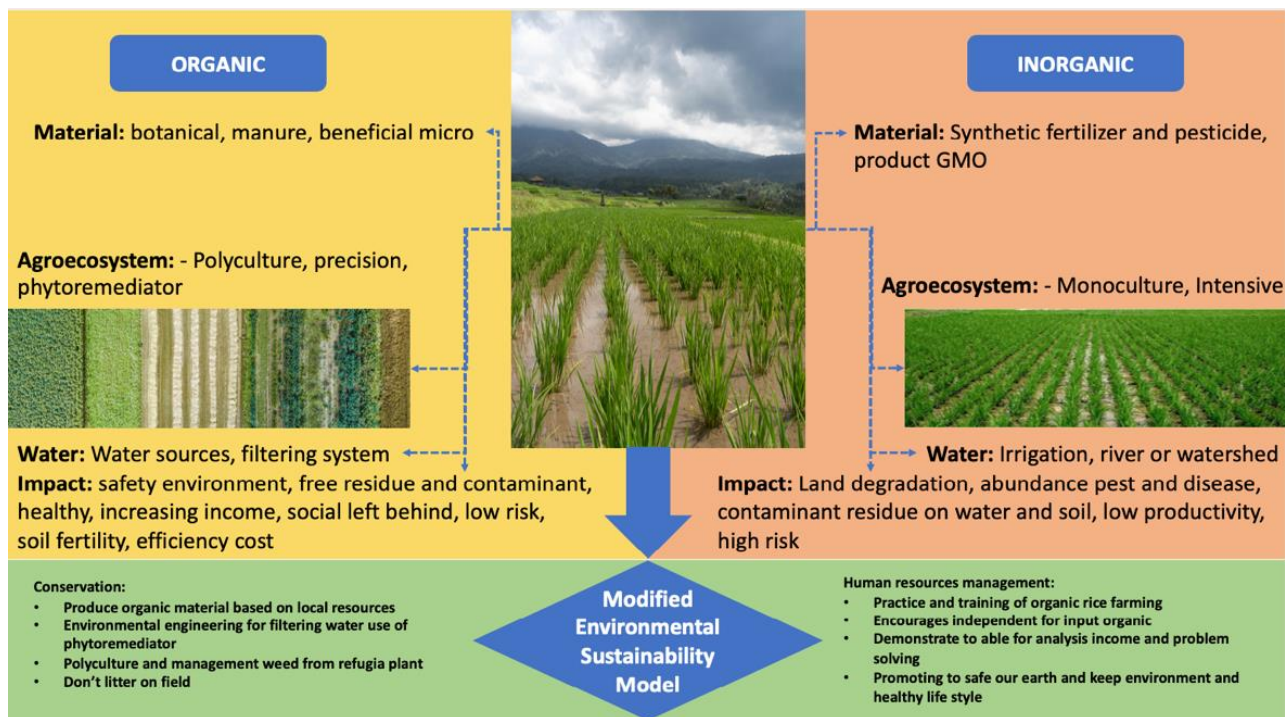 ORGANIC
Material: botanical, manure, beneficial micro
Agroecosystem: - Polyculture, precision,
phytoremediator
Water: Water sources, filtering system
Impact: safety environment, free residue and contaminant,
healthy, increasing income, social left behind, low risk,
soil fertility, efficiency cost
INORGANIC
Material: Synthetic fertilizer and pesticide,
product GMO
Agroecosystem: - Monoculture, Intensive
Water: Irrigation, river or watershed
Impact: Land degradation, abundance pest and disease,
contaminant residue on water and soil, low productivity,
high risk
Conservation:
• Produce organic material based on local resources
• Environmental engineering for filtering water use of
phytoremediator
• Polyculture and management weed from refugia plant
• Don't litter on field
Modified
Environmental
Sustainability
Model
Human resources management:
• Practice and training of organic rice farming
• Encourages independent for input organic
• Demonstrate to able for analysis income and problem
solving
• Promoting to safe our earth and keep environment and
healthy life style